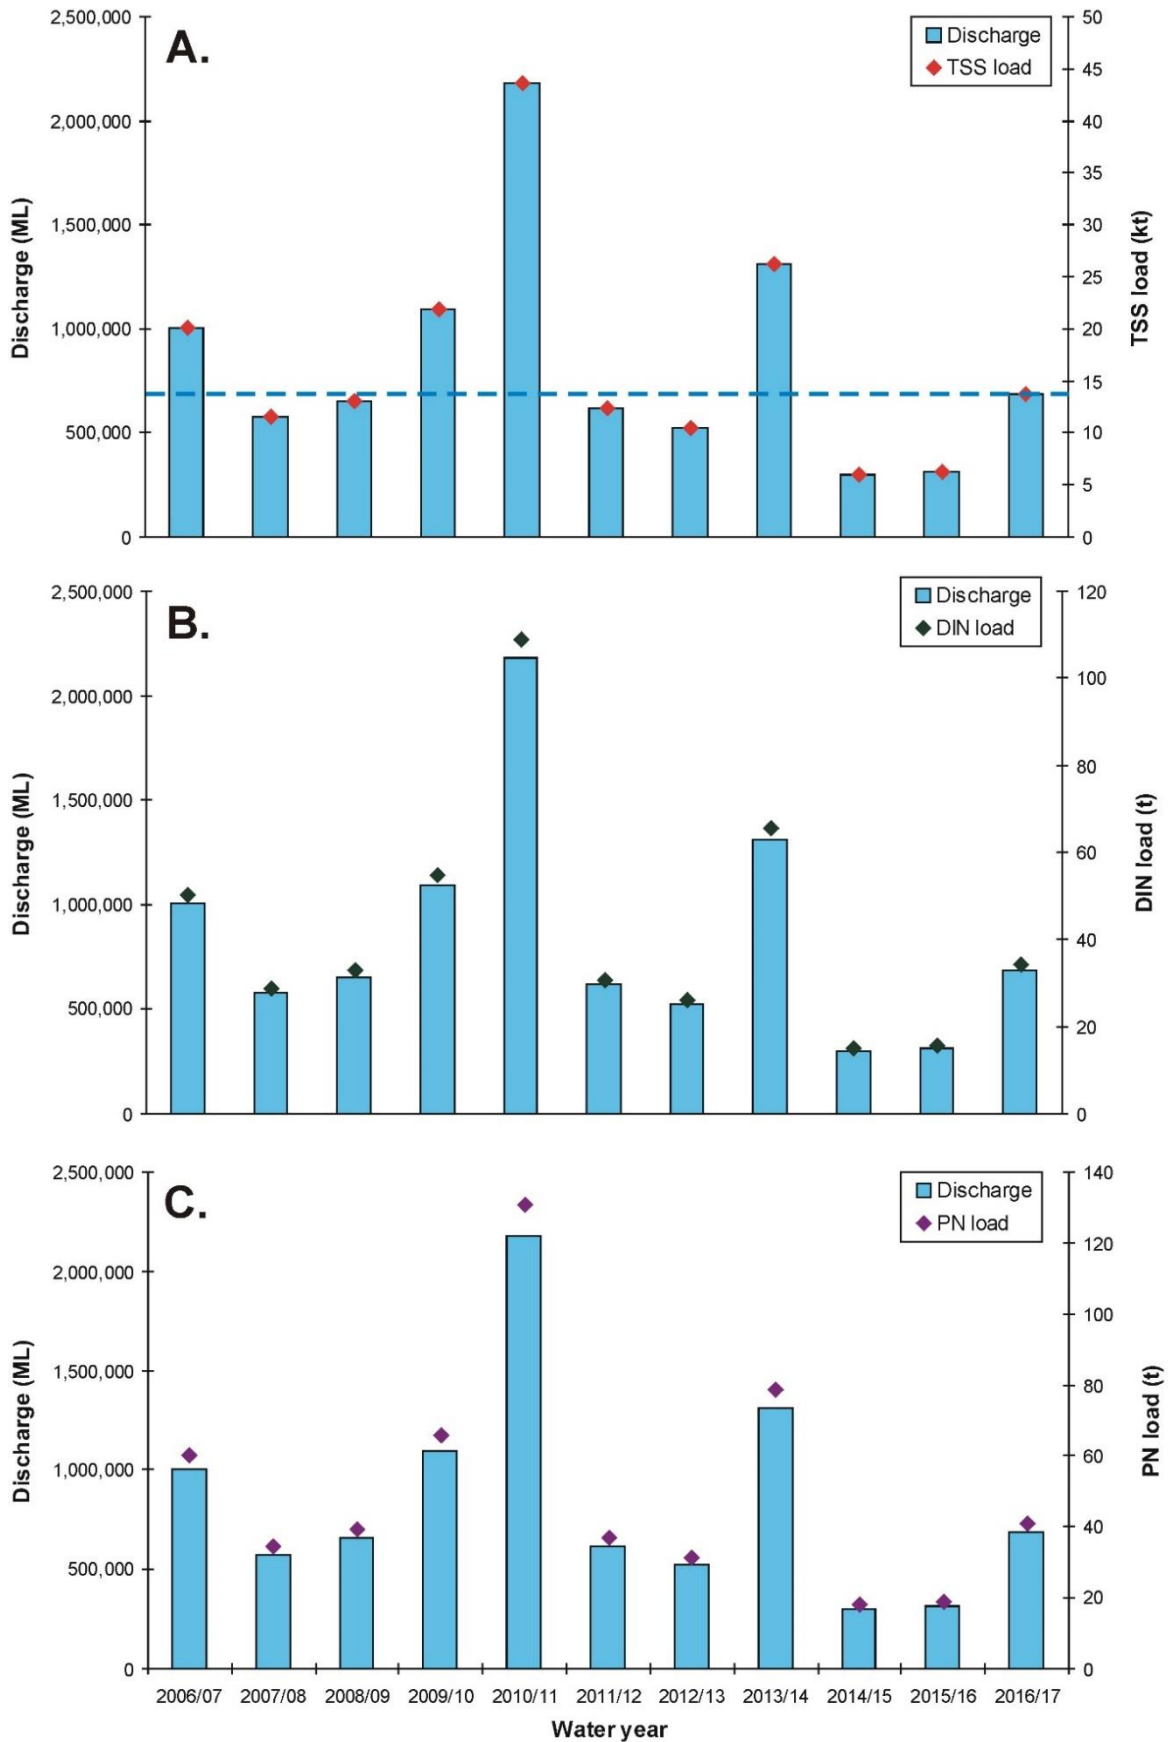 A.
2,500,000
2,000,000
1,500,000
1,000,000
500,000
0
Discharge (ML)
Discharge
TSS load
50
45
40
35
30
25
20
15
10
5
0
TSS load (kt)
B.
2,500,000
2,000,000
1,500,000
1,000,000
500,000
0
Discharge (ML)
Discharge
DIN load
120
100
80
60
40
20
0
DIN load (t)
C.
2,500,000
2,000,000
1,500,000
1,000,000
500,000
0
Discharge (ML)
Discharge
PN load
140
120
100
80
60
40
20
0
PN load (t)
2006/07 2007/08 2008/09 2009/10 2010/11 2011/12 2012/13 2013/14 2014/15 2015/16 2016/17
Water year